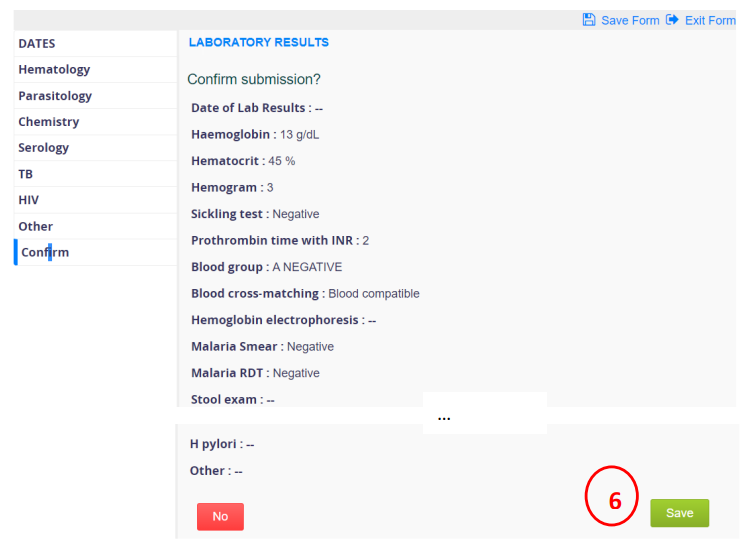 Save Form Exit Form
DATES
Hematology
Parasitology
Chemistry
Serology
TB
HIV
Other
Confirm
LABORATORY RESULTS
Confirm submission?
Date of Lab Results : --
Haemoglobin : 13 g/dL
Hematocrit : 45 %
Hemogram : 3
Sickling test : Negative
Prothrombin time with INR : 2
Blood group : A NEGATIVE
Blood cross-matching : Blood compatible
Hemoglobin electrophoresis : --
Malaria Smear : Negative
Malaria RDT : Negative
Stool exam : --
...
H pylori : --
Other : --
No 6 Save